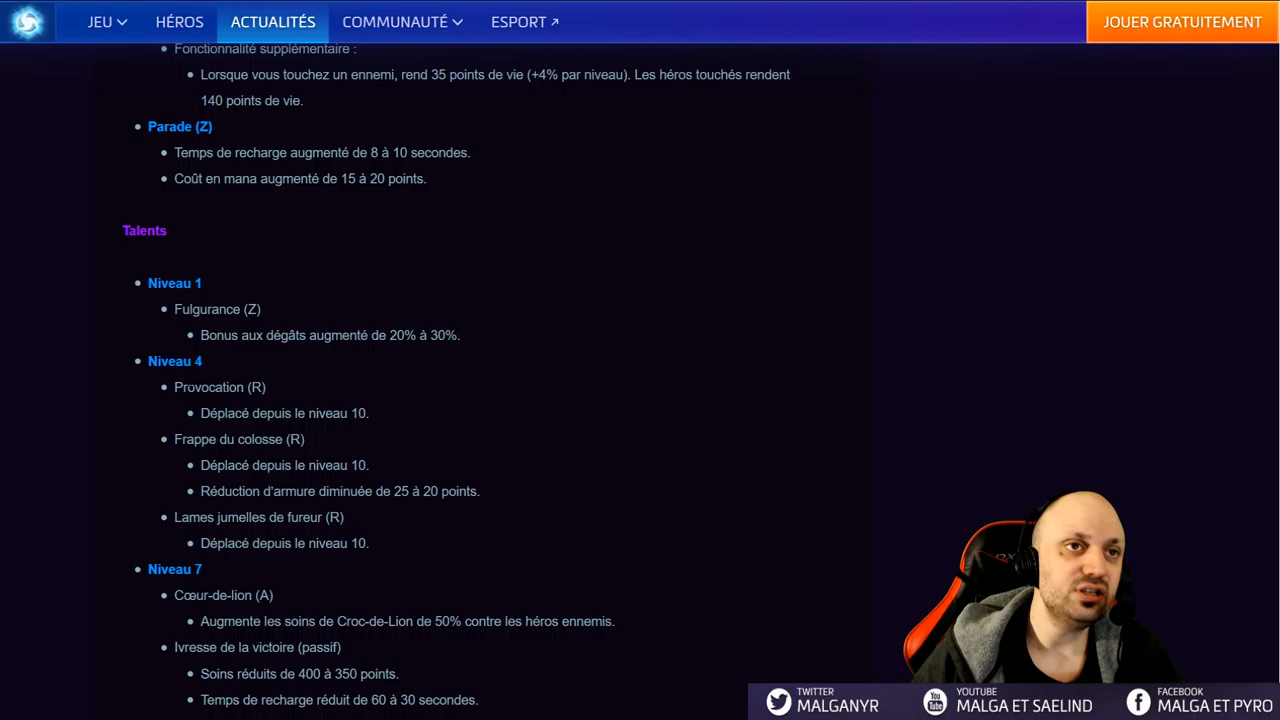 JEU HÉROS ACTUALITÉS COMMUNAUTÉ ESPORT JOUER GRATUITEMENT
Fonctionnalité supplémentaire :
Lorsque vous touchez un ennemi, rend 35 points de vie (+4% par niveau). Les héros touchés rendent
140 points de vie.
Parade (Z)
Temps de recharge augmenté de 8 à 10 secondes.
Coût en mana augmenté de 15 à 20 points.
Talents
Niveau 1
Fulgurance (Z)
Bonus aux dégâts augmenté de 20% à 30%.
Niveau 4
Provocation (R)
Déplacé depuis le niveau 10.
Frappe du colosse (R)
Déplacé depuis le niveau 10.
Réduction d'armure diminuée de 25 à 20 points.
Lames jumelles de fureur (R)
Déplacé depuis le niveau 10.
Niveau 7
Cœur-de-lion (A)
Augmente les soins de Croc-de-Lion de 50% contre les héros ennemis.
Ivresse de la victoire (passif)
Soins réduits de 400 à 350 points.
Temps de recharge réduit de 60 à 30 secondes.
TWITTER
MALGANYR
YOUTUBE
MALGA ET SAELIND
FACEBOOK
MALGA ET PYRO